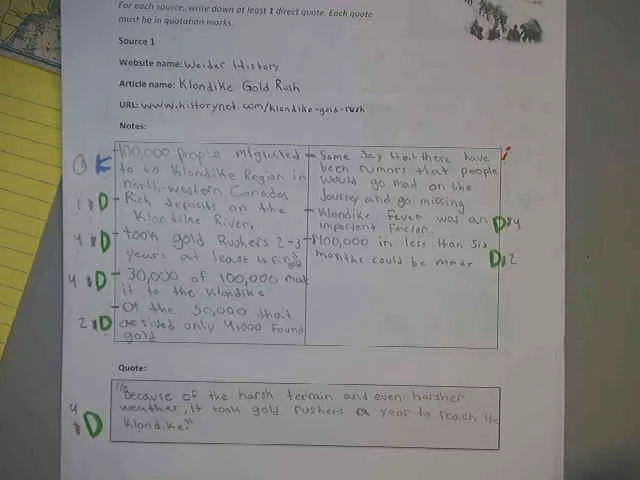 For each source, write down at least 1 direct quote. Each quote
must be in quotation marks.
Source 1
Website name: Weider History
Article name: Klondike Gold Rush
URL: www.historynet.com/klondike-gold-rush
Notes:
K
-100,000 people migrated
to Klondike Region in
north-western Canada
D - Rich deposits on the
Klondike River.
4 D - took gold Rushers 2-3
years at least
4 D - 30,000 of 100,000
it to the Klondike
2 D - Of the 30,000 that
only 4,000 found
gold
- Some say that there have
been rumors that people
would go mad on the
Journey and go missing
- Klondike Fever was an
important Factor. D 4
- $100,000 in less than six
months could be made D 2
Quote:
4 D
"Because of the harsh terrain and even harsher
weather, it took gold rushers a year to reach the
Klondike."